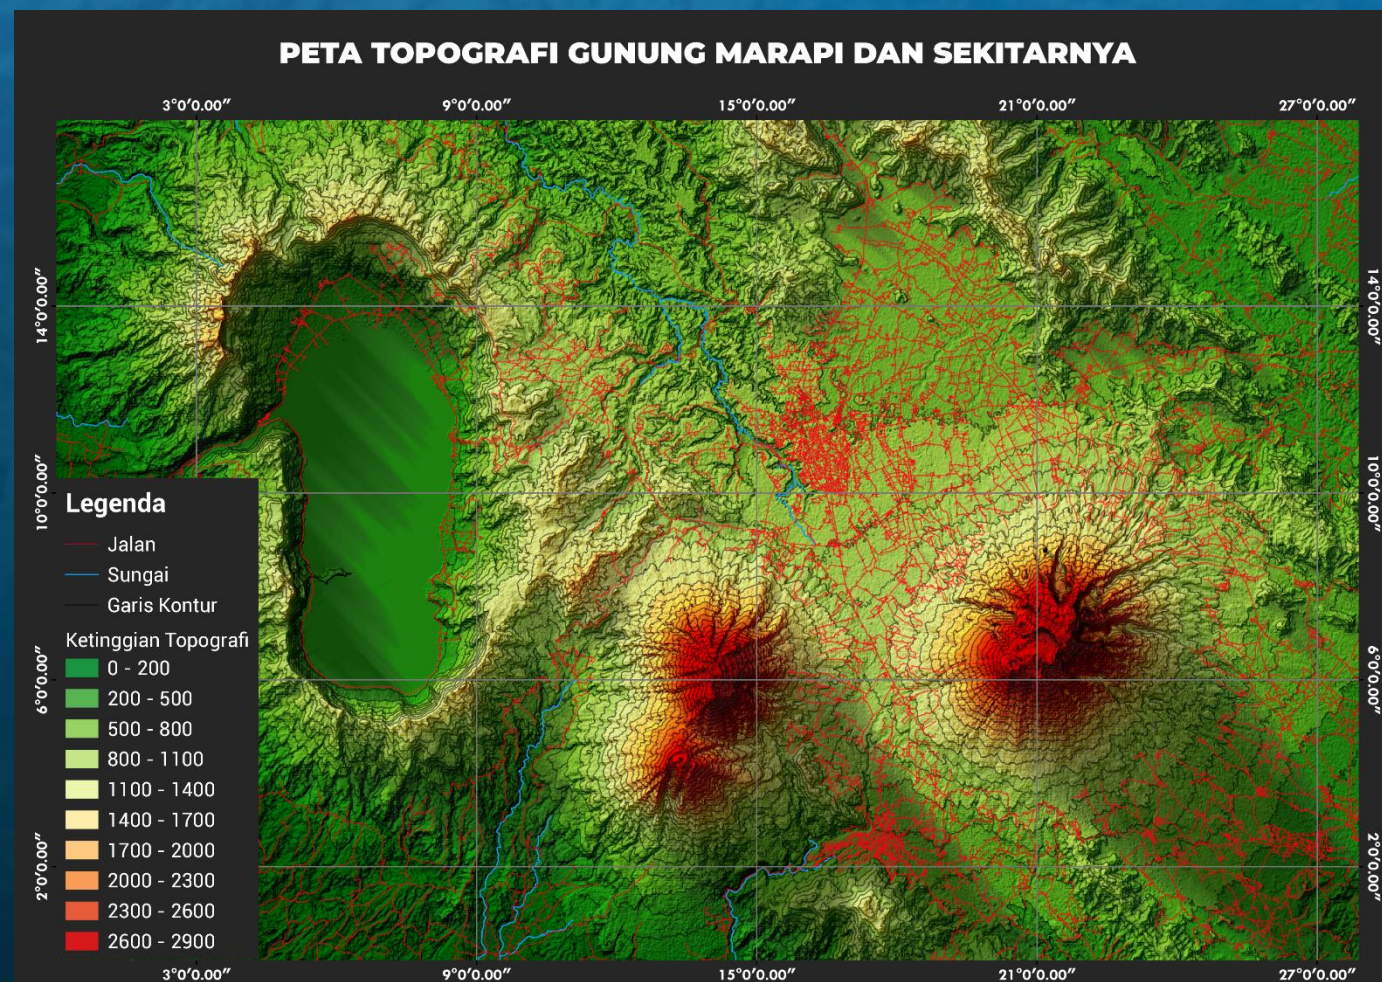 PETA TOPOGRAFI GUNUNG MARAPI DAN SEKITARNYA
3°0'0.00" 9°0'0.00" 15°0'0.00" 21°0'0.00" 27°0'0.00"
14°0'0.00" 14°0'0.00"
10°0'0.00" 10°0'0.00"
6°0'0.00" 6°0'0.00"
2°0'0.00" 2°0'0.00"
Legenda
Jalan
Sungai
Garis Kontur
Ketinggian Topografi
0 - 200
200 - 500
500 - 800
800 - 1100
1100 - 1400
1400 - 1700
1700 - 2000
2000 - 2300
2300 - 2600
2600 - 2900
3°0'0.00" 9°0'0.00" 15°0'0.00" 21°0'0.00" 27°0'0.00"